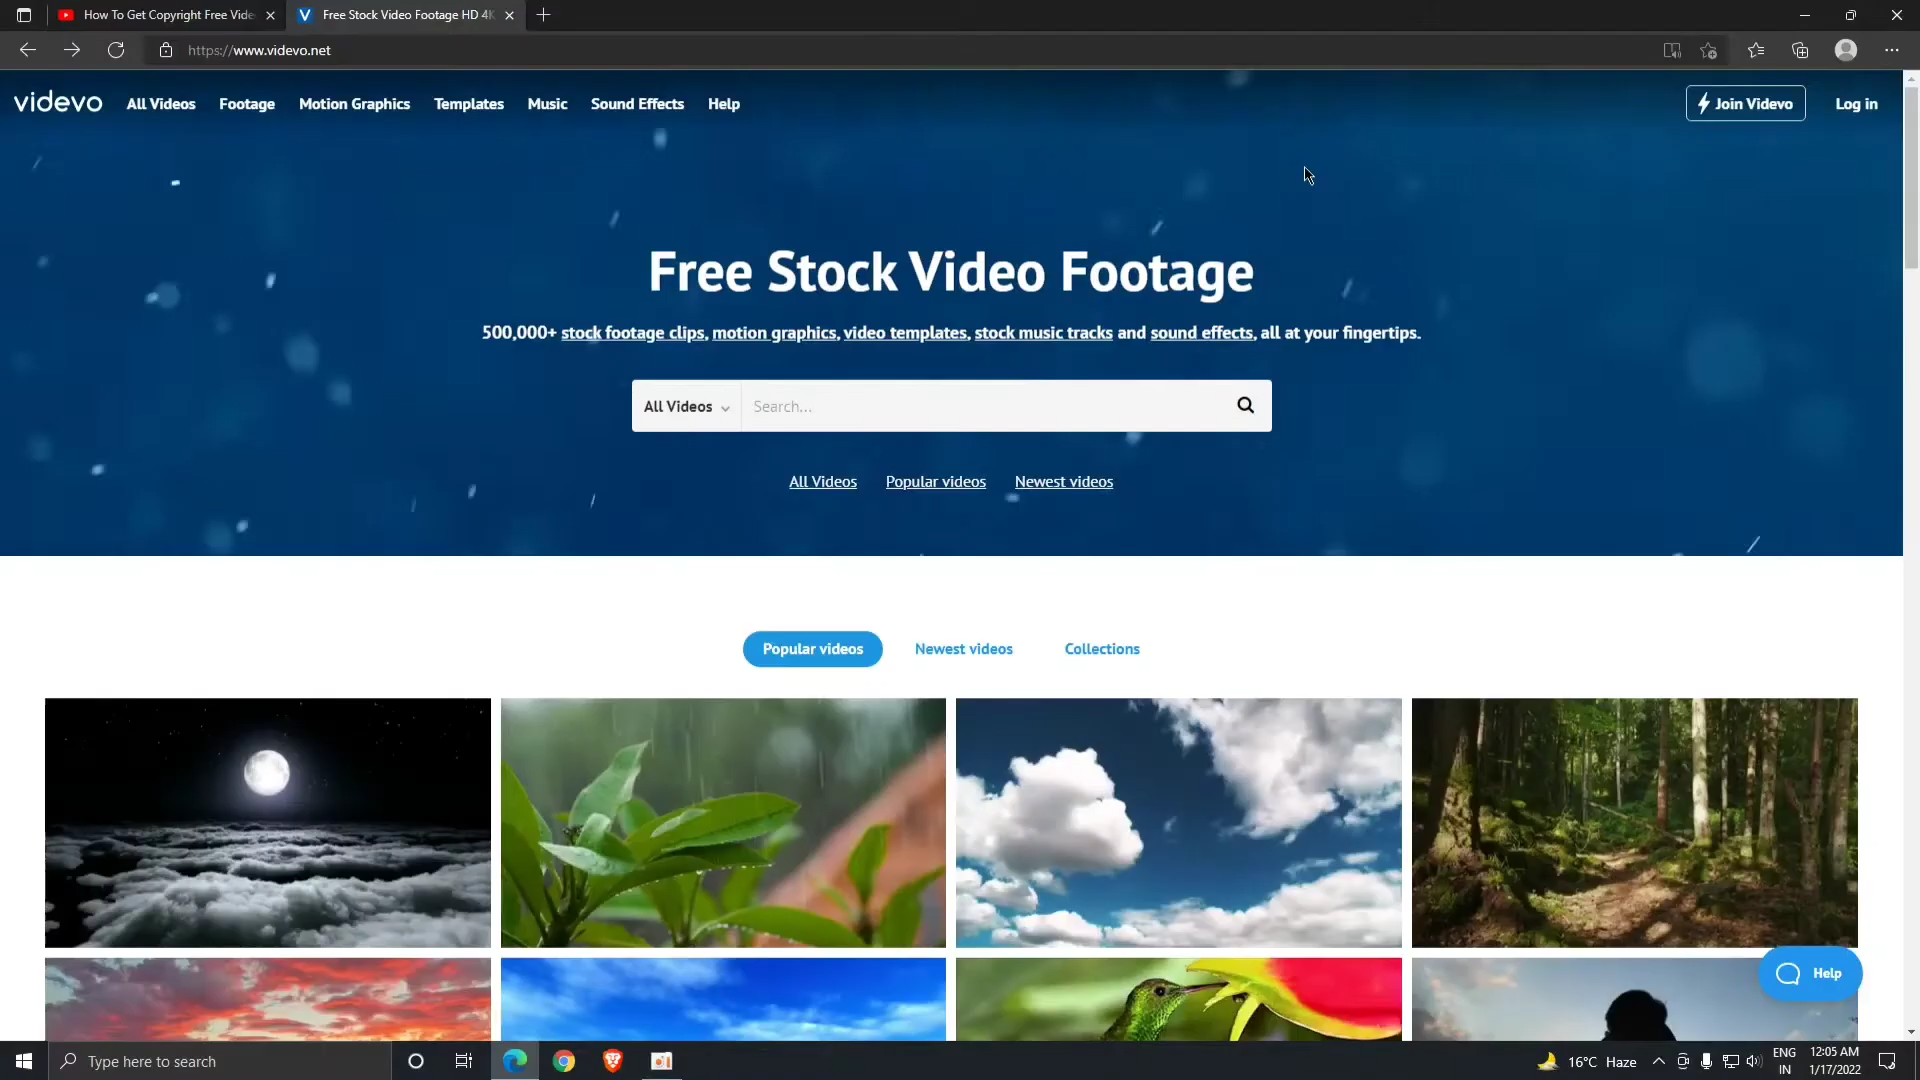 How To Get Copyright Free Vide
Free Stock Video Footage HD 4K
https://www.videvo.net
videvo
All Videos
Footage
Motion Graphics
Templates
Music
Sound Effects
Help
Join Videvo
Log in
Free Stock Video Footage
500,000+ stock footage clips, motion graphics, video templates, stock music tracks and sound effects, all at your fingertips.
All Videos
Search...
All Videos
Popular videos
Newest videos
Popular videos
Newest videos
Collections
Help
Type here to search
16°C Haze
ENG
IN
12:05 AM
1/17/2022